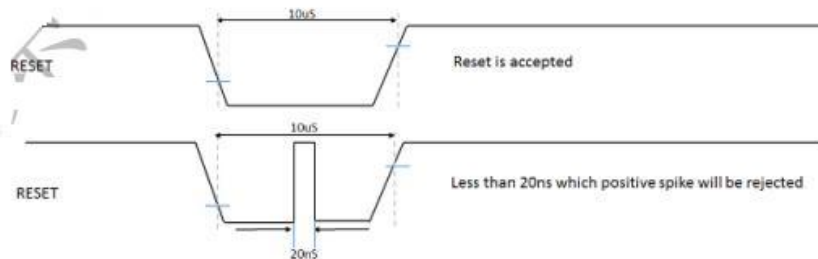 10uS
RESET
Reset is accepted
10uS
RESET
Less than 20ns which positive spike will be rejected
20nS